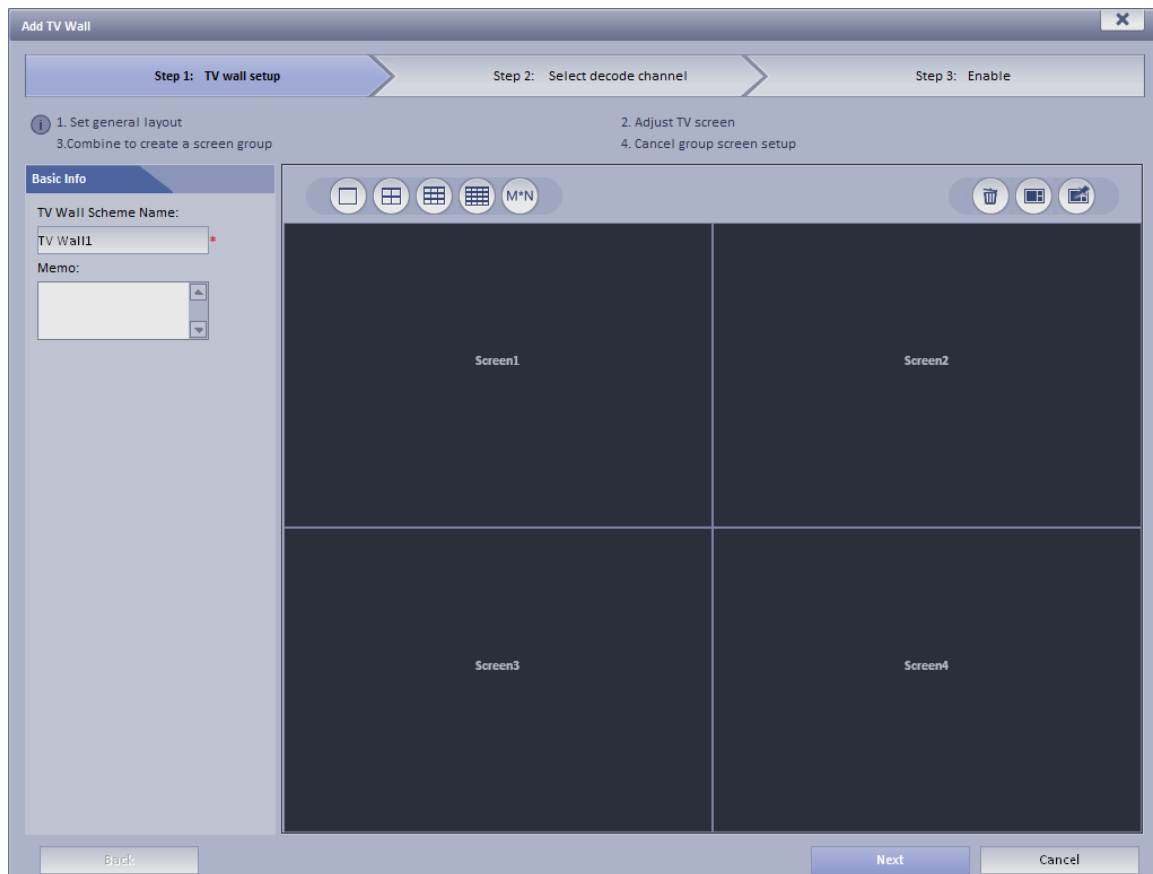 Add TV Wall
Step 1: TV wall setup
Step 2: Select decode channel
Step 3: Enable
1. Set general layout
2. Adjust TV screen
3.Combine to create a screen group
4. Cancel group screen setup
Basic Info
M*N
TV Wall Scheme Name:
TV Wall1 *
Memo:
Screen1
Screen2
Screen3
Screen4
Back
Next
Cancel